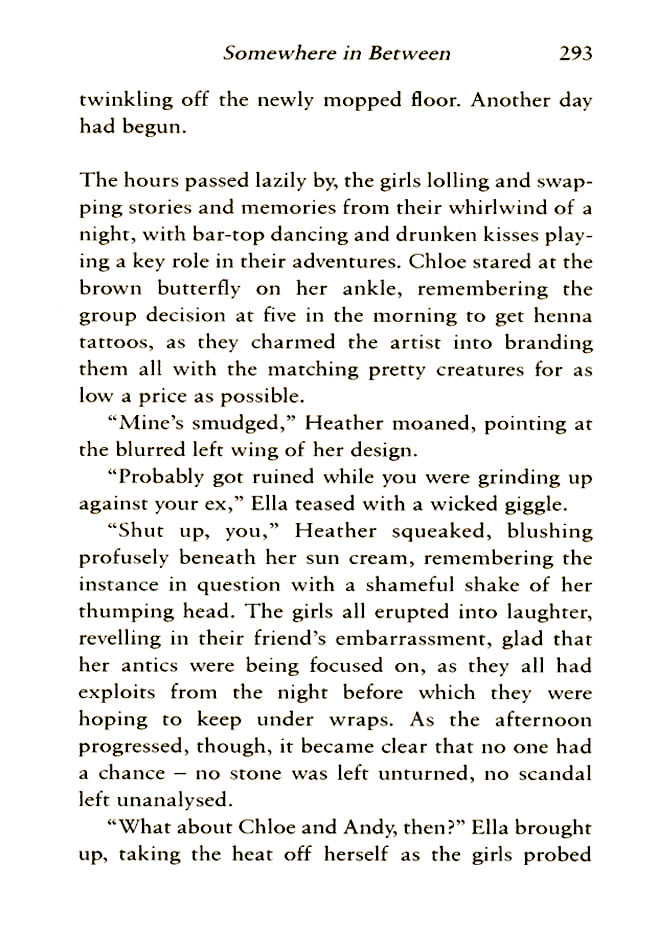 Somewhere in Between 293
twinkling off the newly mopped floor. Another day
had begun.
The hours passed lazily by, the girls lolling and swap-
ping stories and memories from their whirlwind of a
night, with bar-top dancing and drunken kisses play-
ing a key role in their adventures. Chloe stared at the
brown butterfly on her ankle, remembering the
group decision at five in the morning to get henna
tattoos, as they charmed the artist into branding
them all with the matching pretty creatures for as
low a price as possible.
“Mine’s smudged,” Heather moaned, pointing at
the blurred left wing of her design.
“Probably got ruined while you were grinding up
against your ex,” Ella teased with a wicked giggle.
“Shut up, you,” Heather squeaked, blushing
profusely beneath her sun cream, remembering the
instance in question with a shameful shake of her
thumping head. The girls all erupted into laughter,
revelling in their friend’s embarrassment, glad that
her antics were being focused on, as they all had
exploits from the night before which they were
hoping to keep under wraps. As the afternoon
progressed, though, it became clear that no one had
a chance – no stone was left unturned, no scandal
left unanalysed.
“What about Chloe and Andy, then?” Ella brought
up, taking the heat off herself as the girls probed